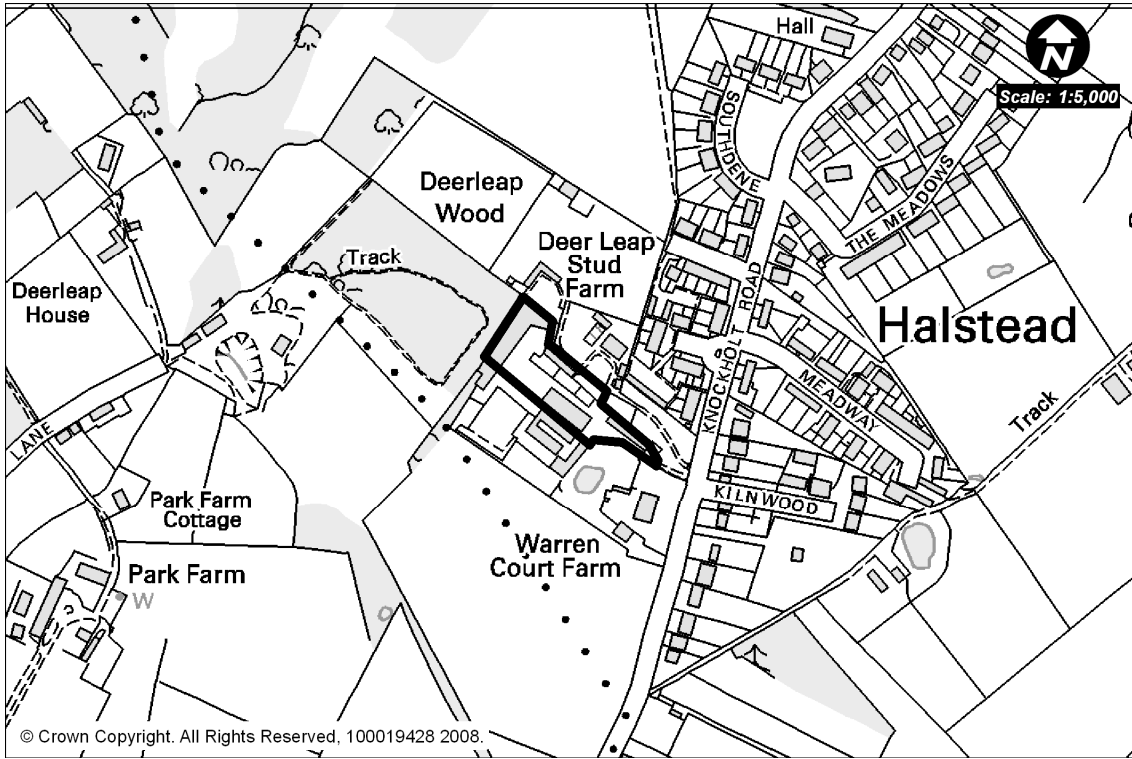 Hall
N
Scale: 1:5,000
SOUTHDENE
Deerleap
Wood
THE MEADOWS
Track
Deer Leap
Stud
Farm
Deerleap
House
KNOCKHOLT ROAD
Halstead
MEADWAY
Track
LANE
KILNWOOD
Park Farm
Cottage
Warren
Court Farm
Park Farm
W
© Crown Copyright. All Rights Reserved, 100019428 2008.